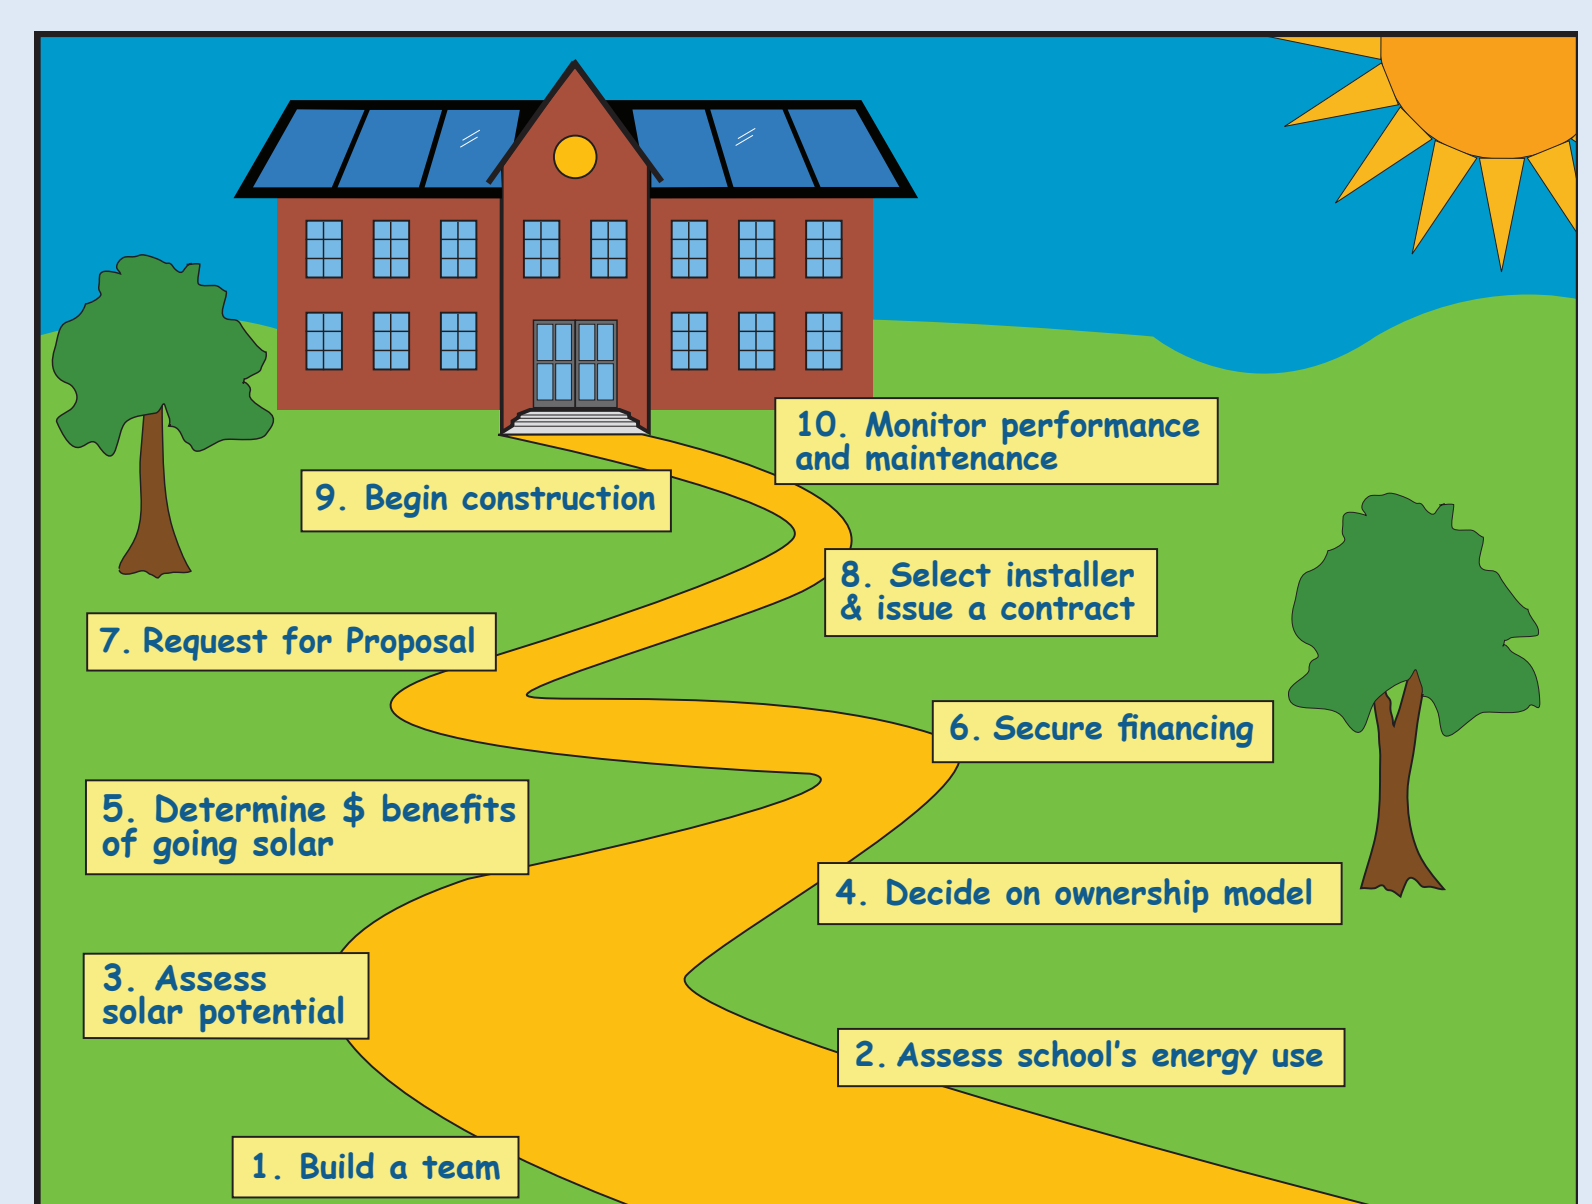 10. Monitor performance
and maintenance
9. Begin construction
8. Select installer
& issue a contract
7. Request for Proposal
6. Secure financing
5. Determine $ benefits
of going solar
4. Decide on ownership model
3. Assess
solar potential
2. Assess school's energy use
1. Build a team